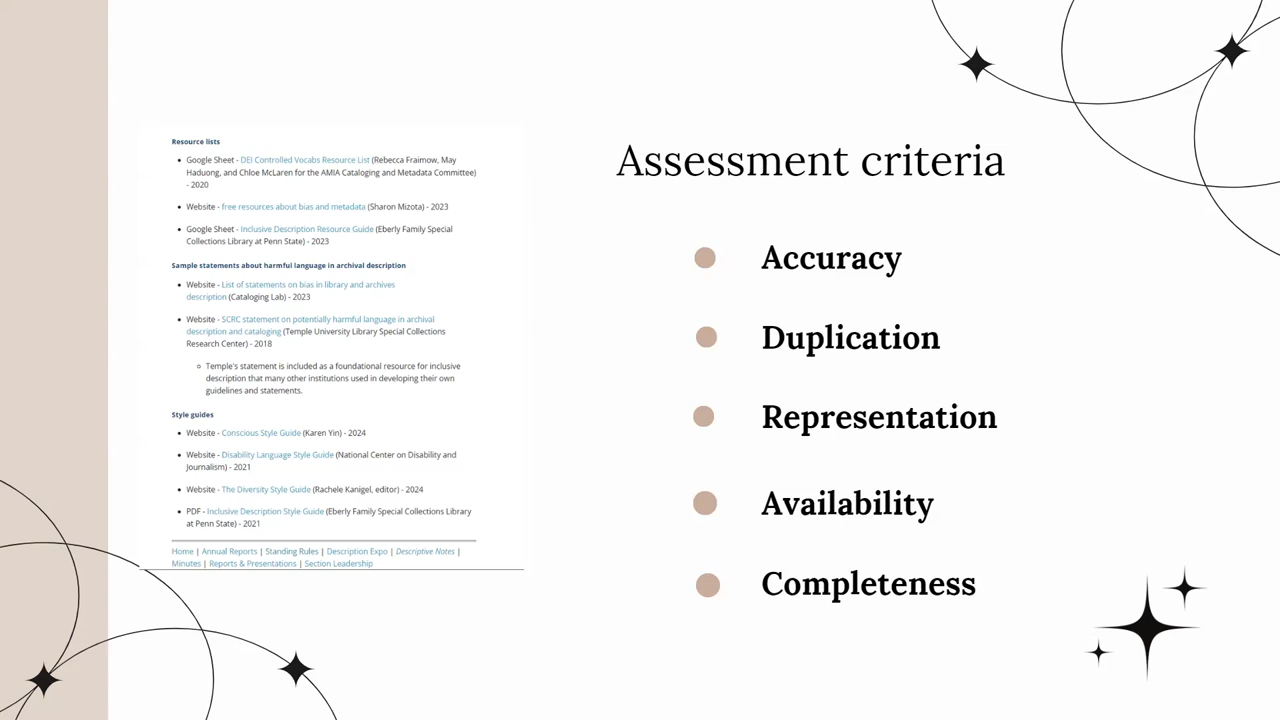 Resource lists
• Google Sheet - DEI Controlled Vocabs Resource List (Rebecca Fraimow, May
Haduong, and Chloe McLaren for the AMIA Cataloging and Metadata Committee)
- 2020
• Website - free resources about bias and metadata (Sharon Mizota) - 2023
• Google Sheet - Inclusive Description Resource Guide (Eberly Family Special
Collections Library at Penn State) - 2023
Sample statements about harmful language in archival description
• Website - List of statements on bias in library and archives
description (Cataloging Lab) - 2023
• Website - SCRC statement on potentially harmful language in archival
description and cataloging (Temple University Library Special Collections
Research Center) - 2018
◦ Temple's statement is included as a foundational resource for inclusive
description that many other institutions used in developing their own
guidelines and statements.
Style guides
• Website - Conscious Style Guide (Karen Yin) - 2024
• Website - Disability Language Style Guide (National Center on Disability and
Journalism) - 2021
• Website - The Diversity Style Guide (Rachele Kanigel, editor) - 2024
• PDF - Inclusive Description Style Guide (Eberly Family Special Collections Library
at Penn State) - 2021
Home | Annual Reports | Standing Rules | Description Expo | Descriptive Notes |
Minutes | Reports & Presentations | Section Leadership
Assessment criteria
Accuracy
Duplication
Representation
Availability
Completeness